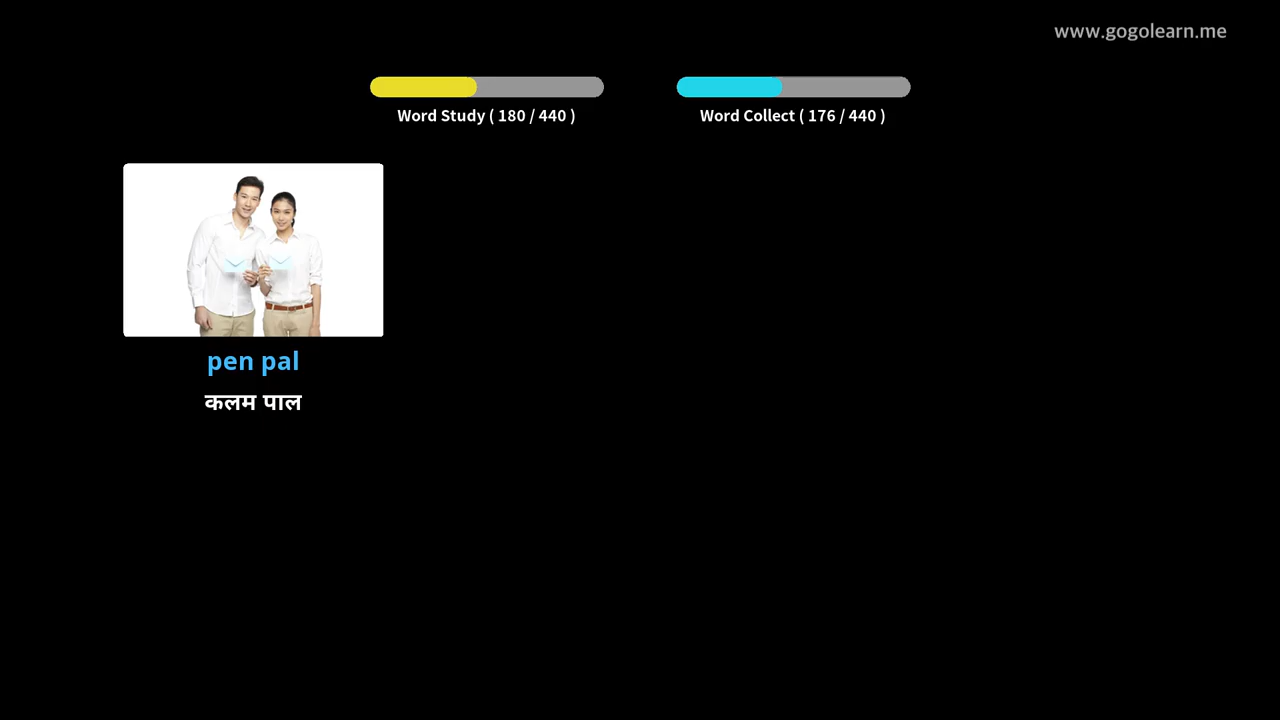 www.gogolearn.me
Word Study ( 180 / 440 )
Word Collect ( 176 / 440 )
pen pal
कलम पाल